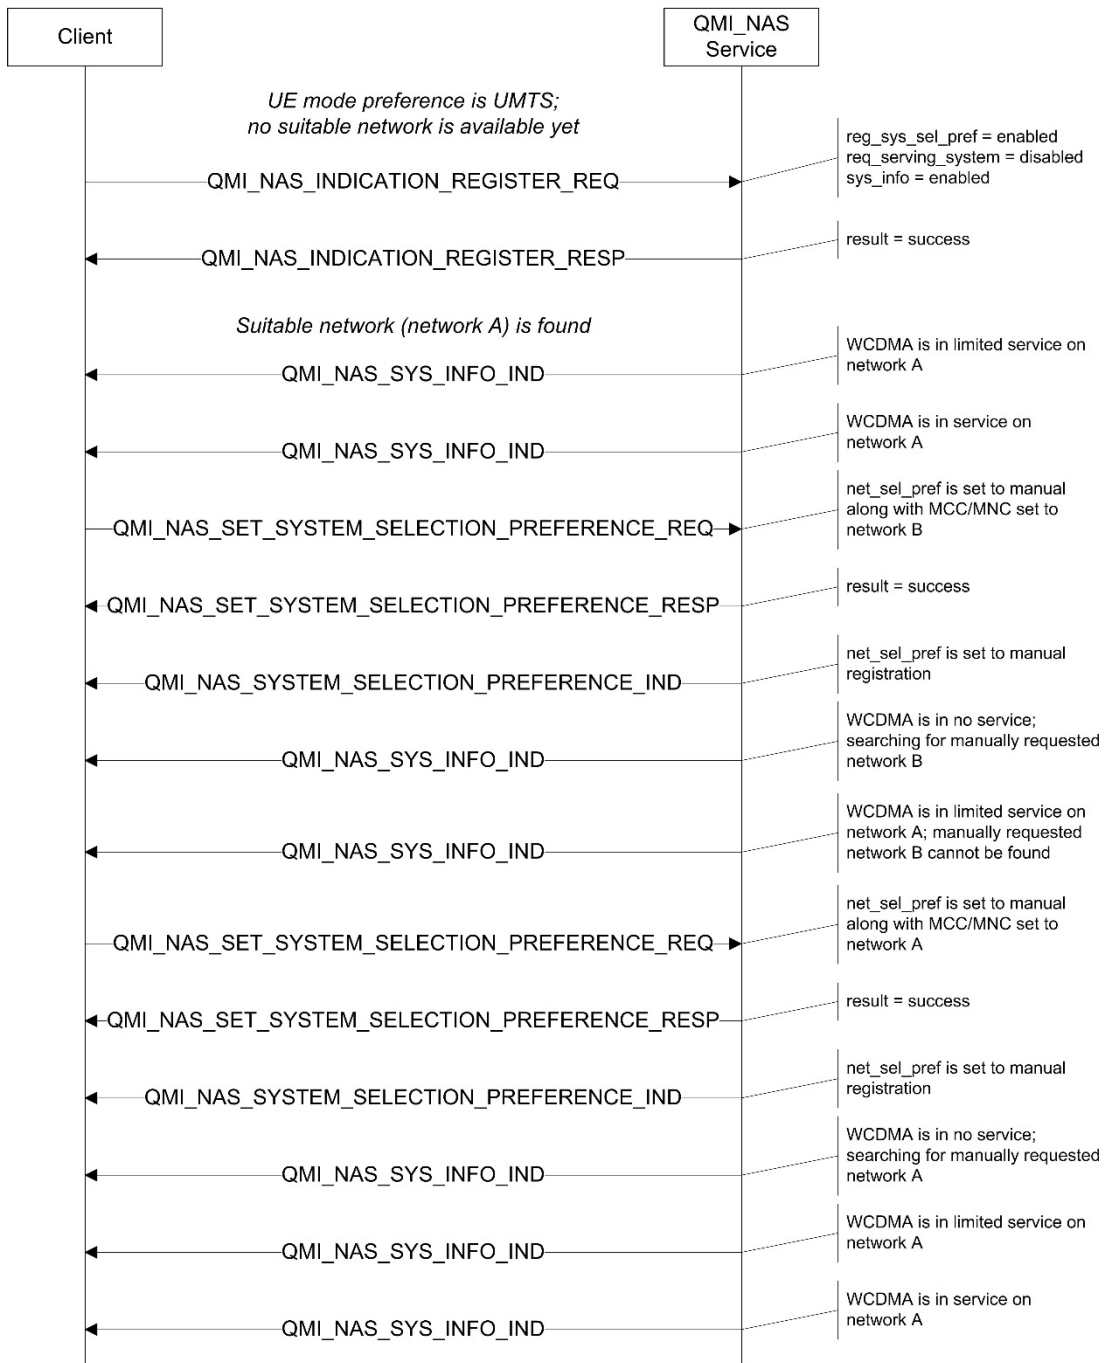 Client
QMI_NAS
Service
UE mode preference is UMTS;
no suitable network is available yet
reg_sys_sel_pref = enabled
req_serving_system = disabled
sys_info = enabled
QMI_NAS_INDICATION_REGISTER_REQ
result = success
QMI_NAS_INDICATION_REGISTER_RESP
Suitable network (network A) is found
WCDMA is in limited service on
network A
QMI_NAS_SYS_INFO_IND
WCDMA is in service on
network A
QMI_NAS_SYS_INFO_IND
net_sel_pref is set to manual
along with MCC/MNC set to
network B
QMI_NAS_SET_SYSTEM_SELECTION_PREFERENCE_REQ
result = success
QMI_NAS_SET_SYSTEM_SELECTION_PREFERENCE_RESP
net_sel_pref is set to manual
registration
QMI_NAS_SYSTEM_SELECTION_PREFERENCE_IND
WCDMA is in no service;
searching for manually requested
network B
QMI_NAS_SYS_INFO_IND
WCDMA is in limited service on
network A; manually requested
network B cannot be found
QMI_NAS_SYS_INFO_IND
net_sel_pref is set to manual
along with MCC/MNC set to
network A
QMI_NAS_SET_SYSTEM_SELECTION_PREFERENCE_REQ
result = success
QMI_NAS_SET_SYSTEM_SELECTION_PREFERENCE_RESP
net_sel_pref is set to manual
registration
QMI_NAS_SYSTEM_SELECTION_PREFERENCE_IND
WCDMA is in no service;
searching for manually requested
network A
QMI_NAS_SYS_INFO_IND
WCDMA is in limited service on
network A
QMI_NAS_SYS_INFO_IND
WCDMA is in service on
network A
QMI_NAS_SYS_INFO_IND